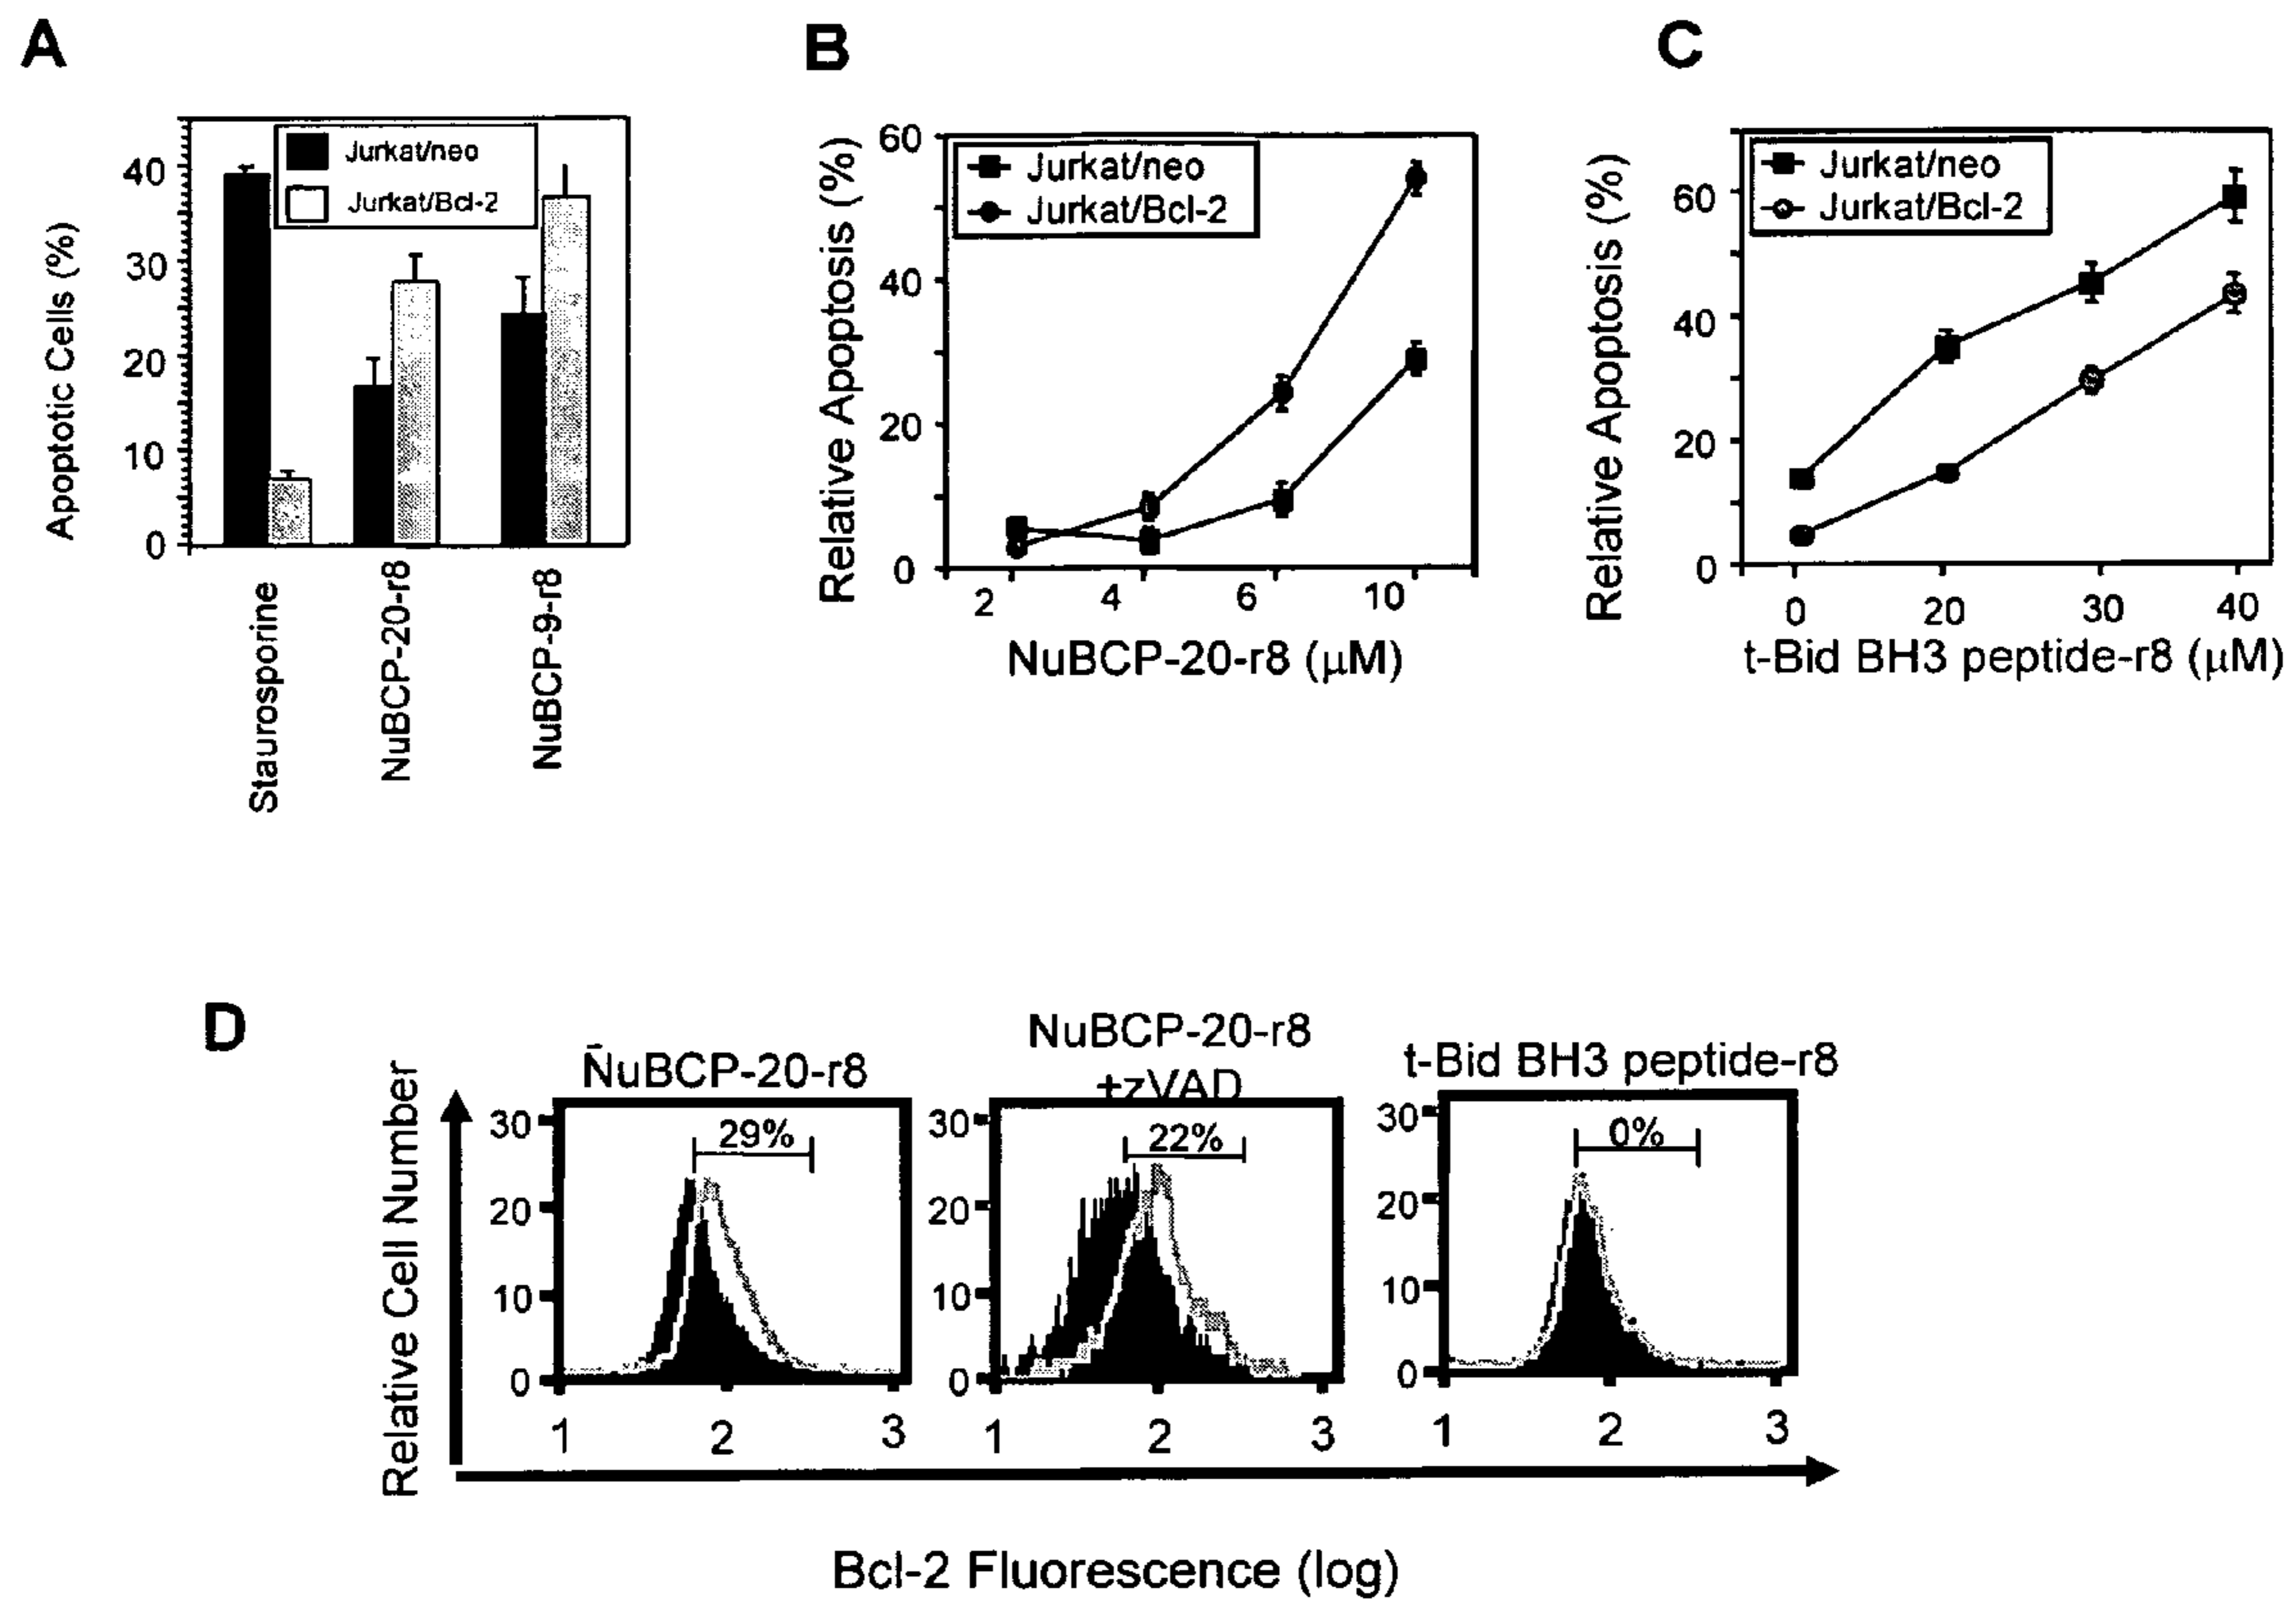 A
B
C
Apoptotic Cells (%)
40
30
20
10
0
Jurkat/neo
Jurkat/Bcl-2
Staurosporine
NuBCP-20-r8
NuBCP-9-r8
Relative Apoptosis (%)
60
40
20
0
Jurkat/neo
Jurkat/Bcl-2
2 4 6 10
NuBCP-20-r8 (μM)
Relative Apoptosis (%)
60
40
20
0
Jurkat/neo
Jurkat/Bcl-2
0 20 30 40
t-Bid BH3 peptide-r8 (μM)
D
Relative Cell Number
NuBCP-20-r8
30
20
10
0
29%
1 2 3
NuBCP-20-r8
+zVAD
30
20
10
0
22%
1 2 3
t-Bid BH3 peptide-r8
30
20
10
0
0%
1 2 3
Bcl-2 Fluorescence (log)